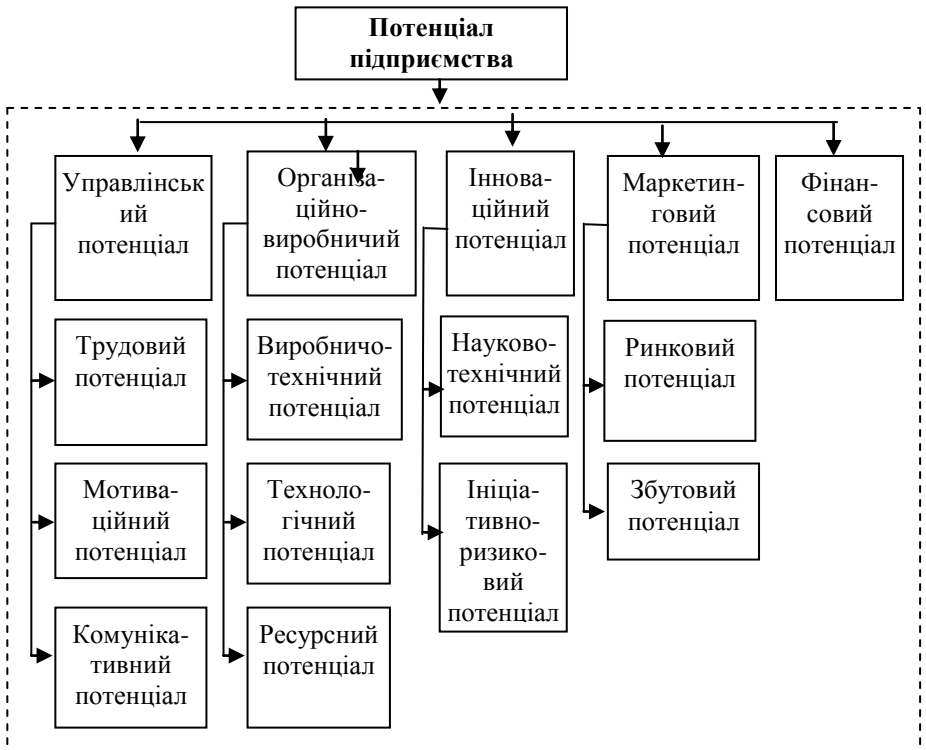 Потенціал
підприємства
Управлінськ
ий
потенціал
Організа-
ційно-
виробничий
потенціал
Іннова-
ційний
потенціал
Маркетин-
говий
потенціал
Фінан-
совий
потенціал
Трудовий
потенціал
Виробничо-
технічний
потенціал
Науково-
технічний
потенціал
Ринковий
потенціал
Мотива-
ційний
потенціал
Техноло-
гічний
потенціал
Ініціа-
тивно-
ризико-
вий
потенціал
Збутовий
потенціал
Комуніка-
тивний
потенціал
Ресурсний
потенціал